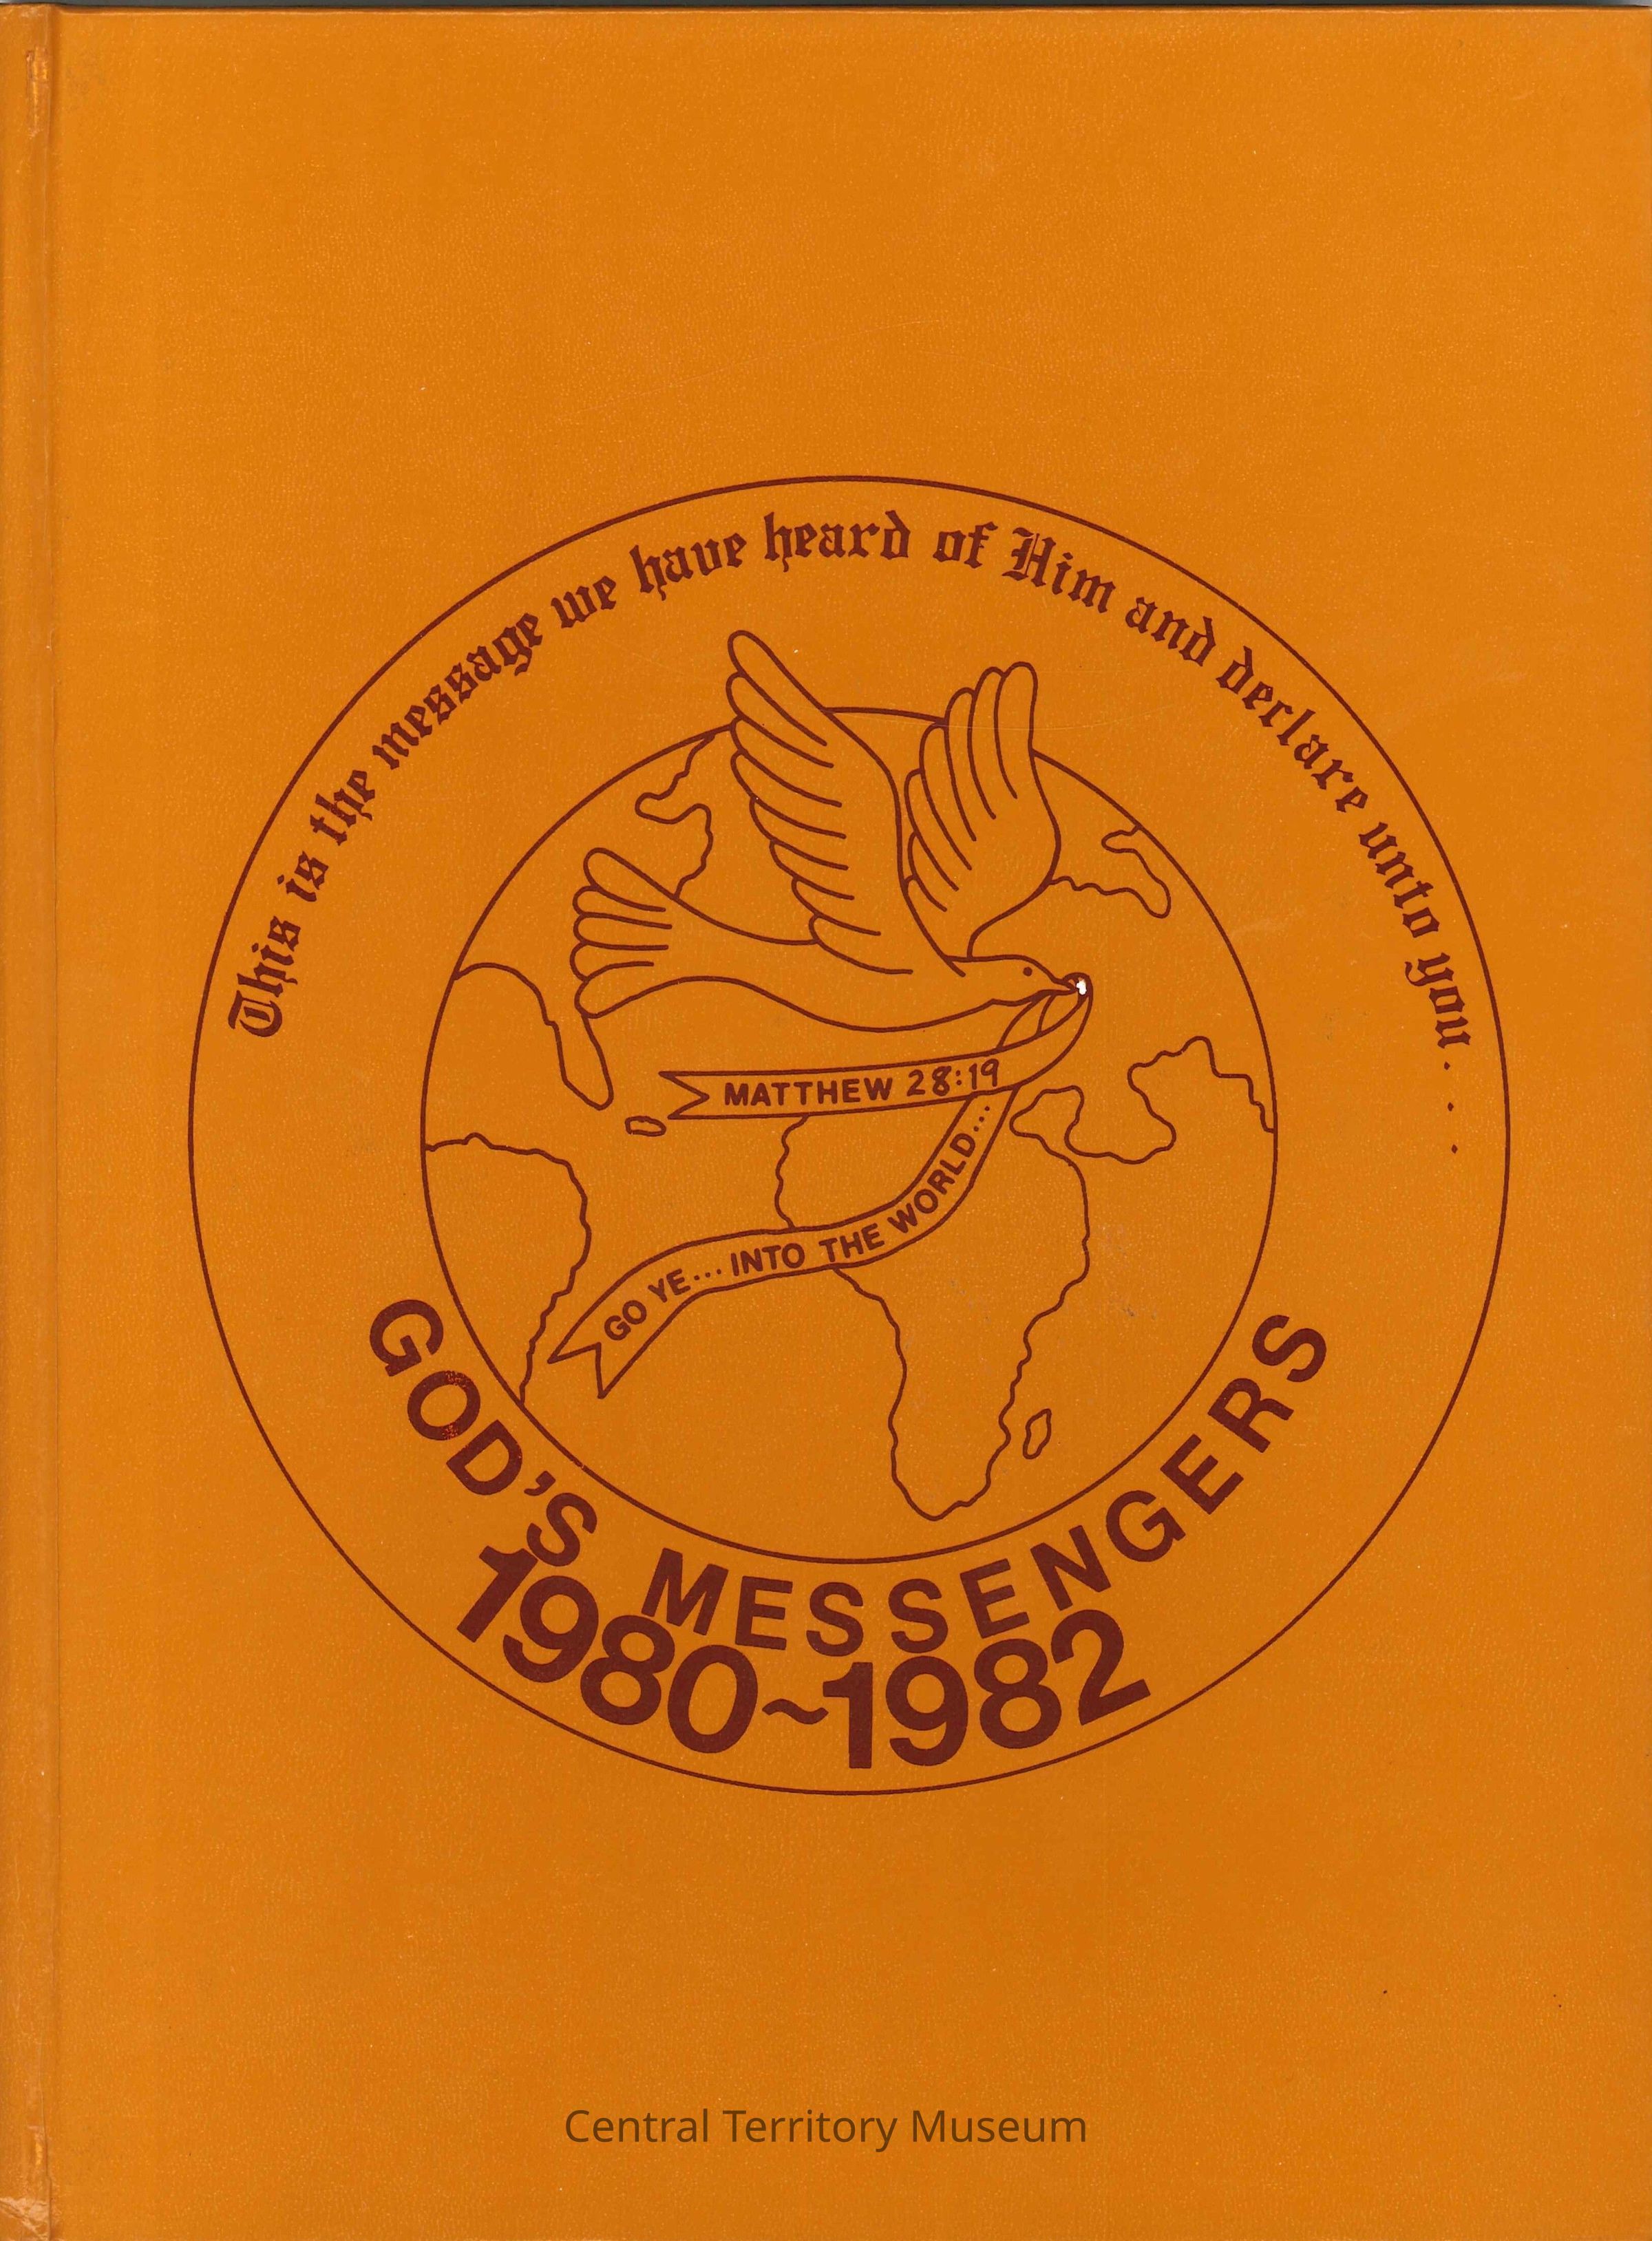 This is the message we have heard of Him and declare unto you. . . .
MATTHEW 28:19
GO YE... INTO THE WORLD...
GOD'S MESSENGERS
1980~1982
Central Territory Museum